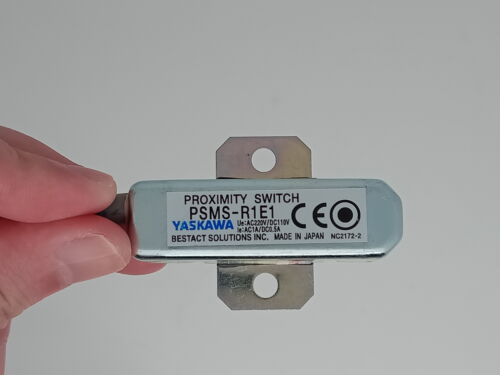 PROXIMITY SWITCH
PSMS-R1E1
YASKAWA Ue:AC220V/DC110V
Ie:AC1A/DC0.5A
CE
BESTACT SOLUTIONS INC. MADE IN JAPAN NC2172-2